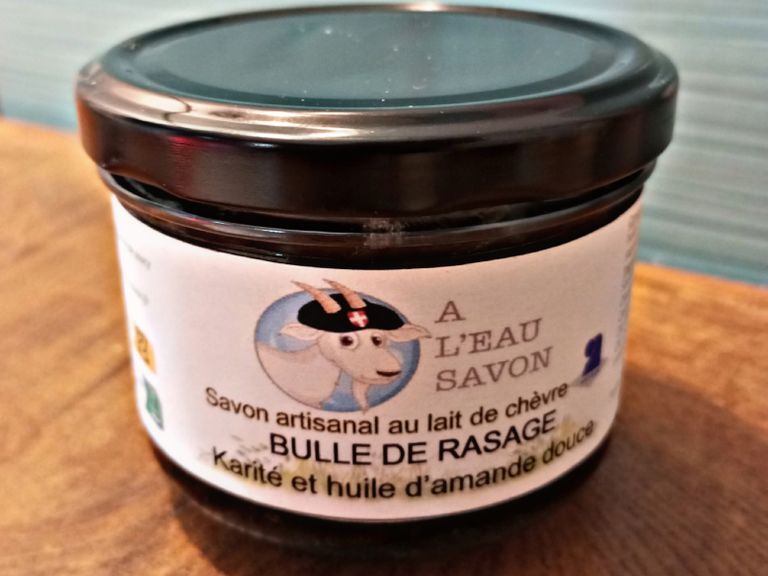 A
L'EAU
SAVON
Savon artisanal au lait de chèvre
BULLE DE RASAGE
Karité et huile d'amande douce